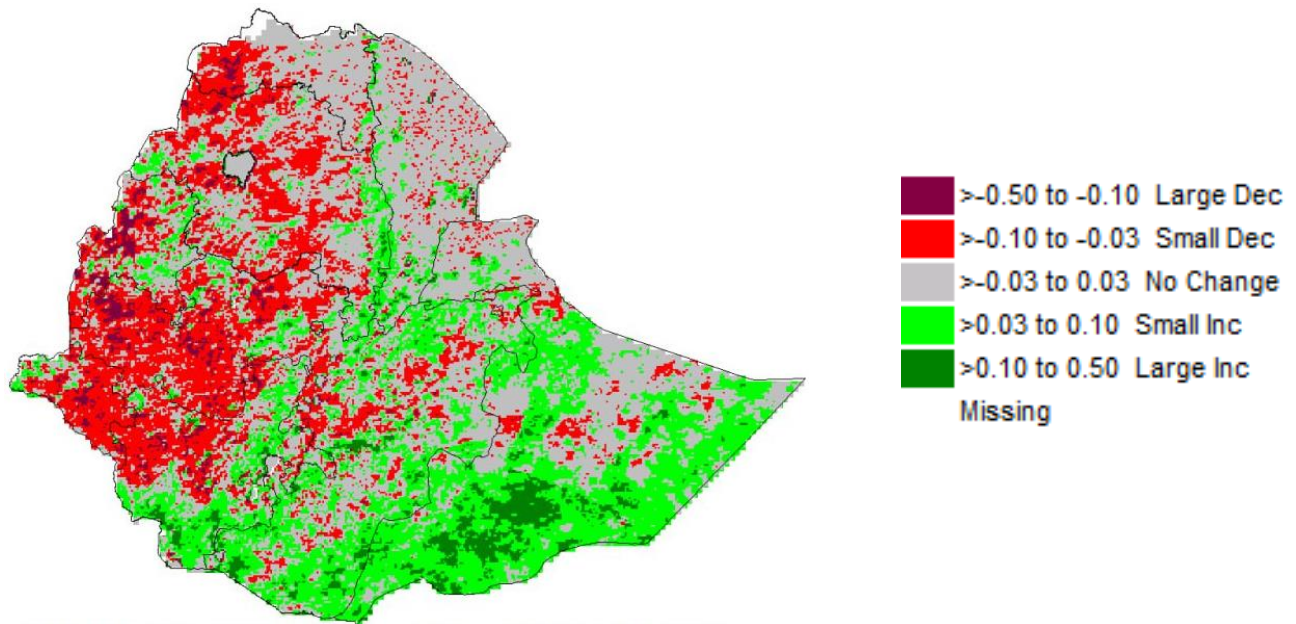 >-0.50 to -0.10 Large Dec
>-0.10 to -0.03 Small Dec
>-0.03 to 0.03 No Change
>0.03 to 0.10 Small Inc
>0.10 to 0.50 Large Inc
Missing